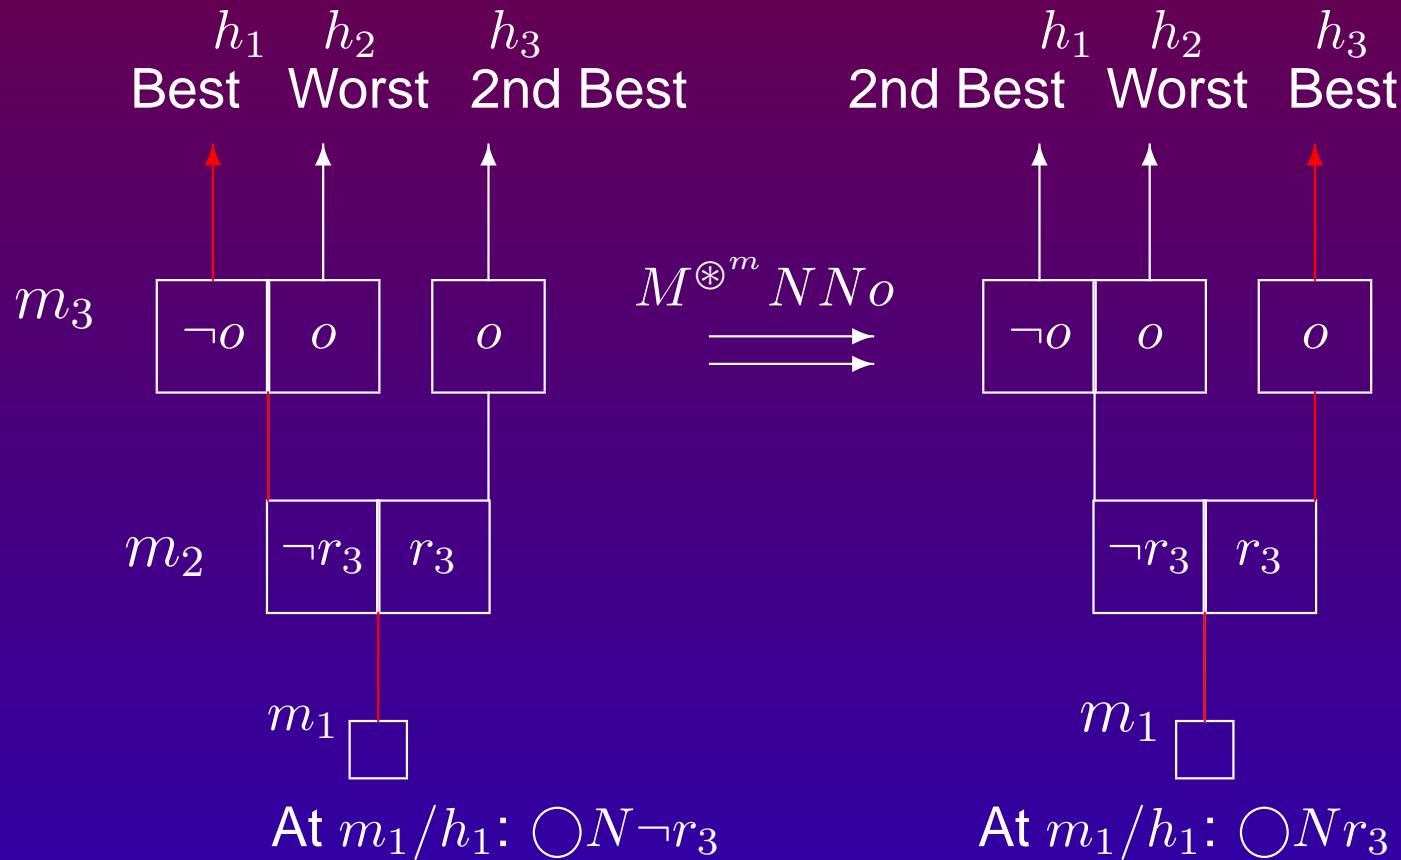 h₁ h₂ h₃ h₁ h₂ h₃
Best Worst 2nd Best 2nd Best Worst Best
M^{⊛^m} NNo
m₃ ¬o o o ¬o o o
m₂ ¬r₃ r₃ ¬r₃ r₃
m₁ m₁
At m₁/h₁: ◯N¬r₃ At m₁/h₁: ◯Nr₃